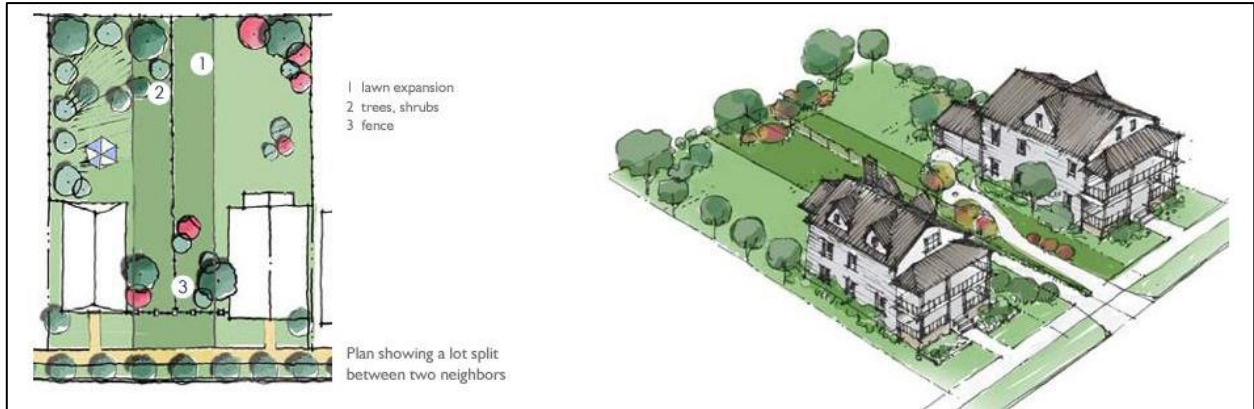 1
2
3
1 lawn expansion
2 trees, shrubs
3 fence
Plan showing a lot split
between two neighbors